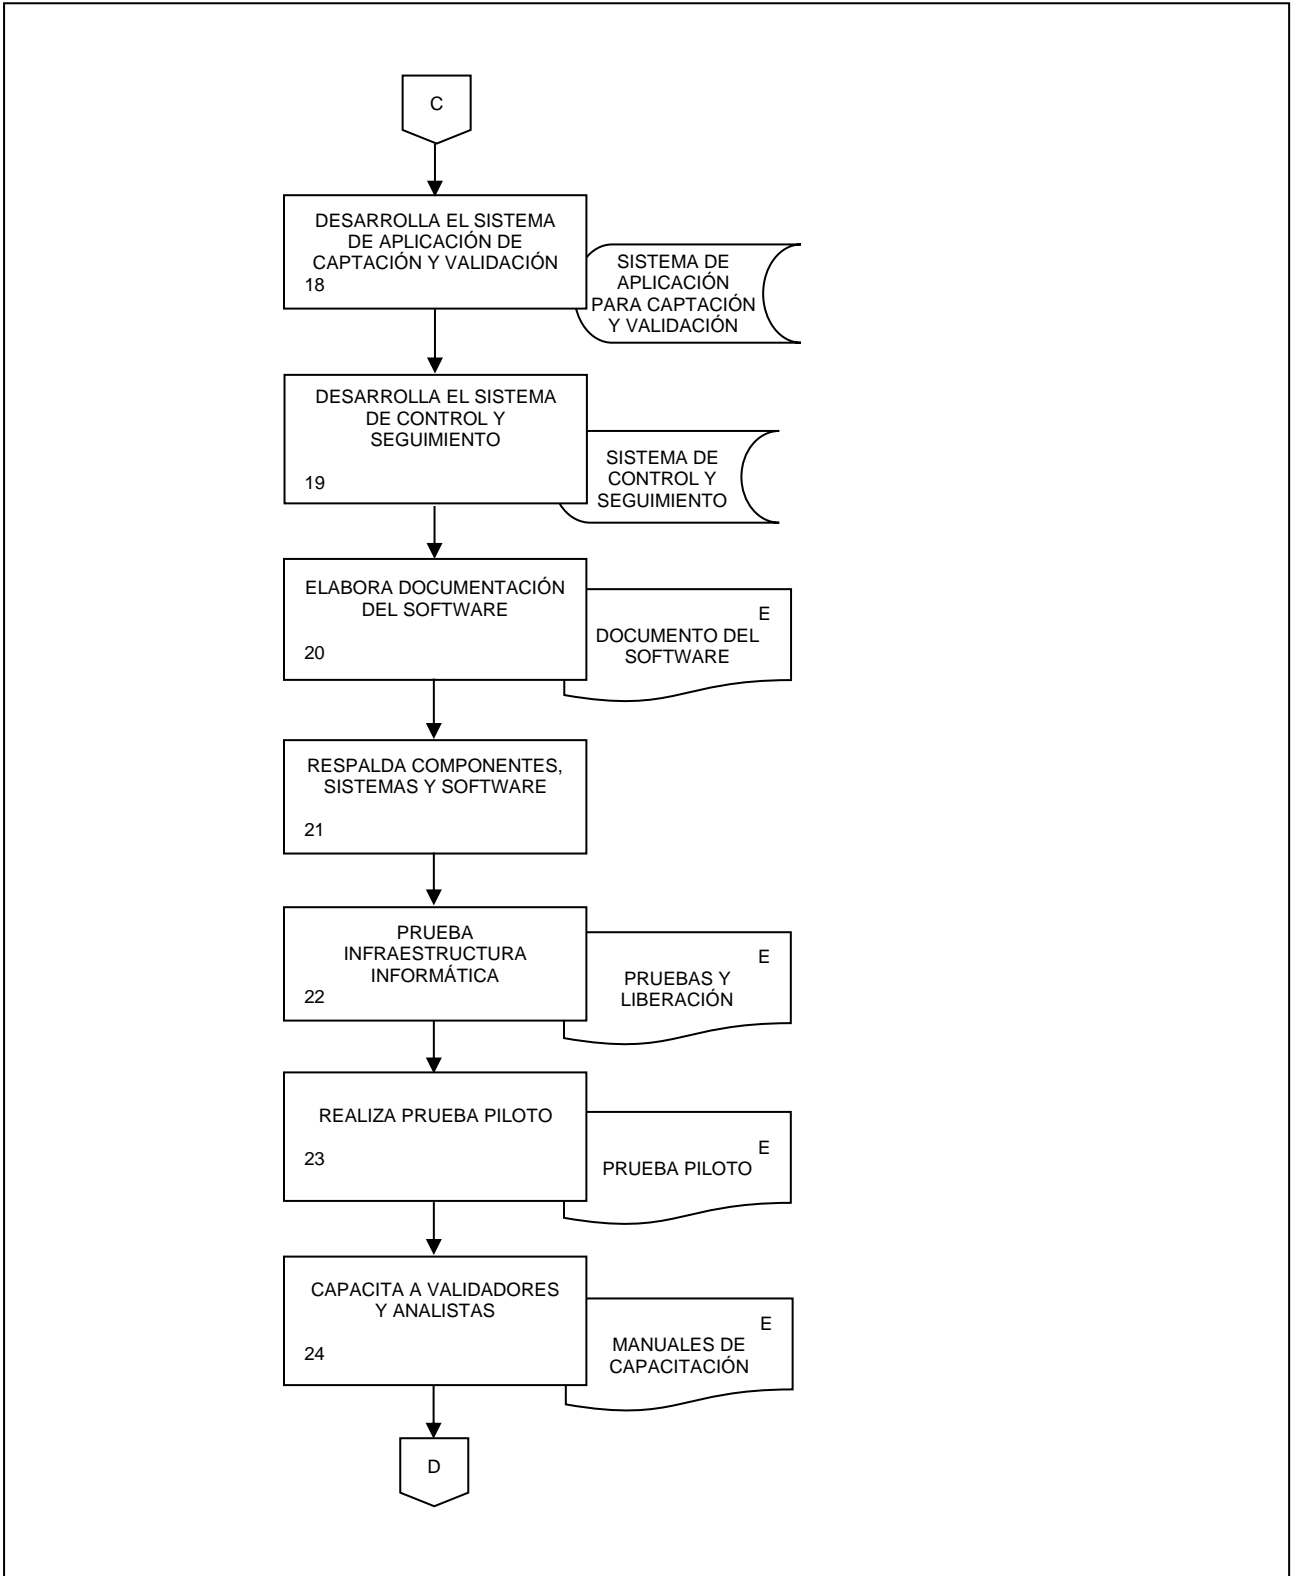 C
DESARROLLA EL SISTEMA
DE APLICACIÓN DE
CAPTACIÓN Y VALIDACIÓN
18
SISTEMA DE
APLICACIÓN
PARA CAPTACIÓN
Y VALIDACIÓN
DESARROLLA EL SISTEMA
DE CONTROL Y
SEGUIMIENTO
19
SISTEMA DE
CONTROL Y
SEGUIMIENTO
ELABORA DOCUMENTACIÓN
DEL SOFTWARE
20
E
DOCUMENTO DEL
SOFTWARE
RESPALDA COMPONENTES,
SISTEMAS Y SOFTWARE
21
PRUEBA
INFRAESTRUCTURA
INFORMÁTICA
22
E
PRUEBAS Y
LIBERACIÓN
REALIZA PRUEBA PILOTO
23
E
PRUEBA PILOTO
CAPACITA A VALIDADORES
Y ANALISTAS
24
E
MANUALES DE
CAPACITACIÓN
D